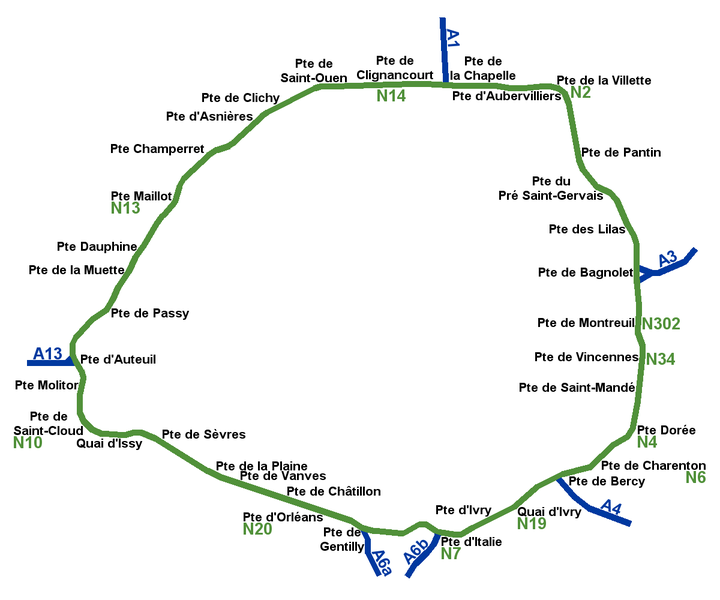 A1
Pte de
Saint-Ouen
Pte de
Clignancourt
Pte de
la Chapelle
N14
Pte d'Aubervilliers
Pte de la Villette
N2
Pte de Clichy
Pte d'Asnières
Pte Champerret
Pte de Pantin
Pte Maillot
N13
Pte du
Pré Saint-Gervais
Pte des Lilas
Pte Dauphine
Pte de la Muette
Pte de Bagnolet
A3
Pte de Passy
Pte de Montreuil
N302
A13
Pte d'Auteuil
Pte de Vincennes
N34
Pte Molitor
Pte de Saint-Mandé
Pte de
Saint-Cloud
N10
Quai d'Issy
Pte de Sèvres
Pte Dorée
N4
Pte de la Plaine
Pte de Vanves
Pte de Charenton
N6
Pte de Bercy
Pte de Châtillon
A4
Pte d'Orléans
N20
Pte d'Ivry
Quai d'Ivry
N19
Pte de
Gentilly
Pte d'Italie
N7
A6a
A6b